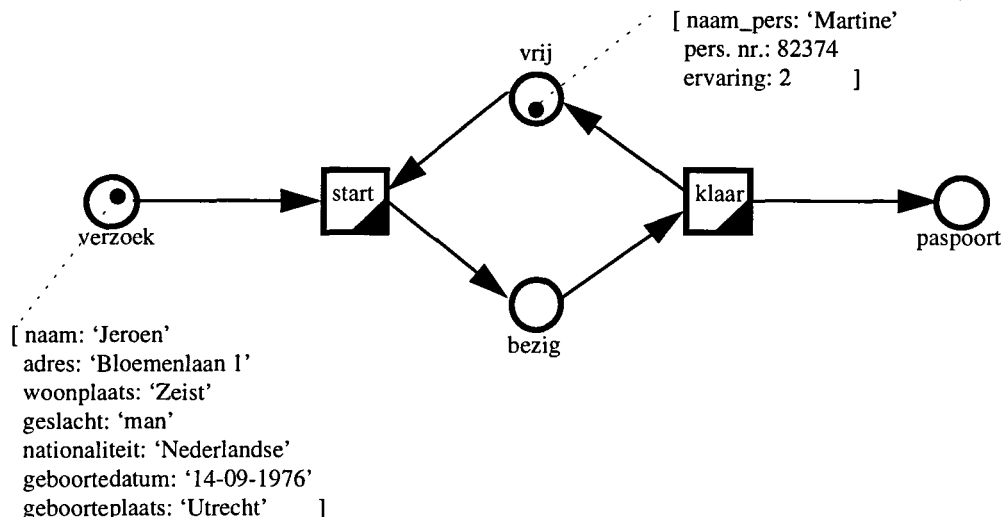 [ naam_pers: ‘Martine’
pers. nr.: 82374
ervaring: 2 ]
vrij
start
klaar
verzoek
paspoort
bezig
[ naam: ‘Jeroen’
adres: ‘Bloemenlaan 1’
woonplaats: ‘Zeist’
geslacht: ‘man’
nationaliteit: ‘Nederlandse’
geboortedatum: ‘14-09-1976’
geboorteplaats: ‘Utrecht’ ]